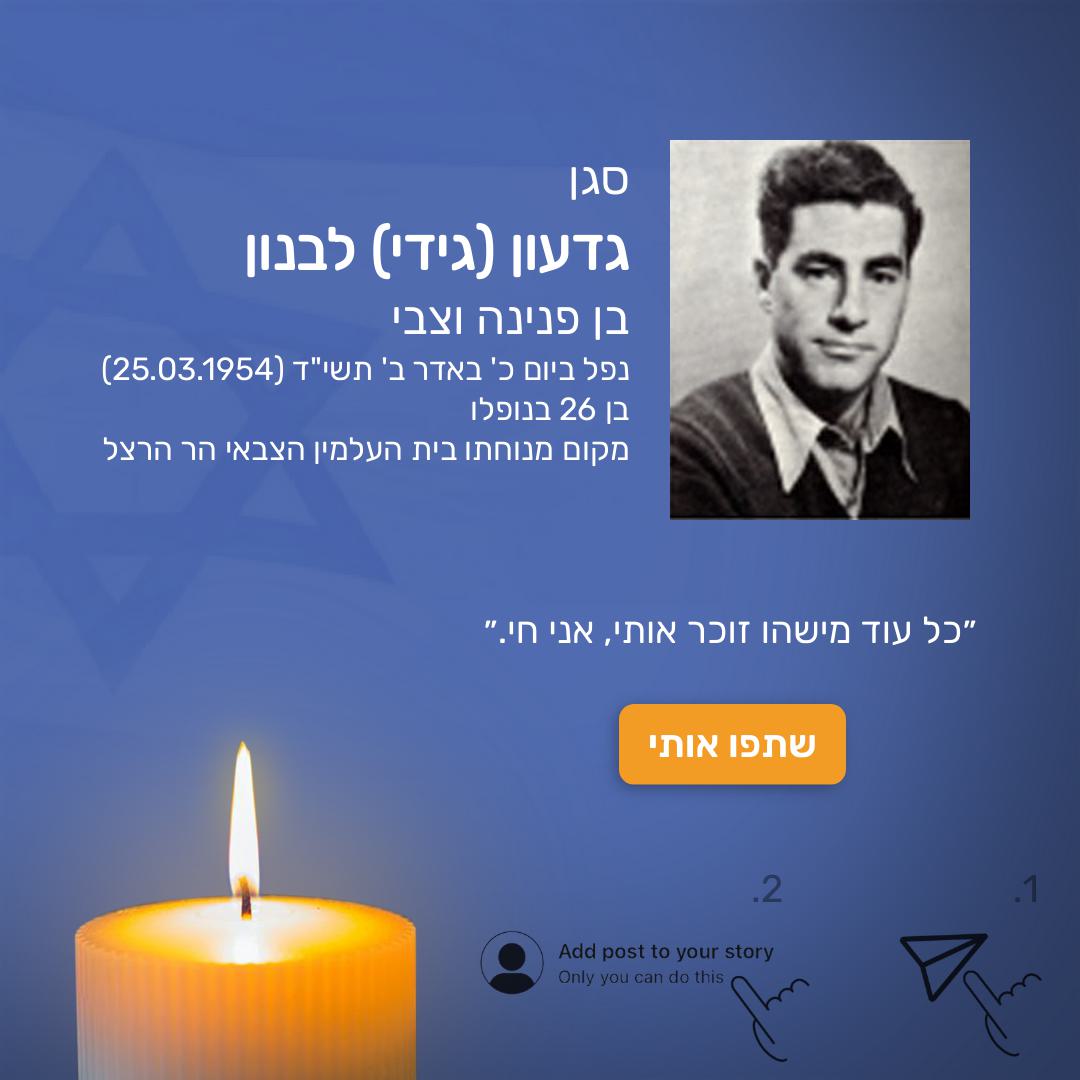 סגן
גדעון (גידי) לבנון
בן פנינה וצבי
נפל ביום כ' באדר ב' תשי"ד (25.03.1954)
בן 26 בנופלו
מקום מנוחתו בית העלמין הצבאי הר הרצל
״כל עוד מישהו זוכר אותי, אני חי.״
שתפו אותי
1.
2.
Add post to your story
Only you can do this